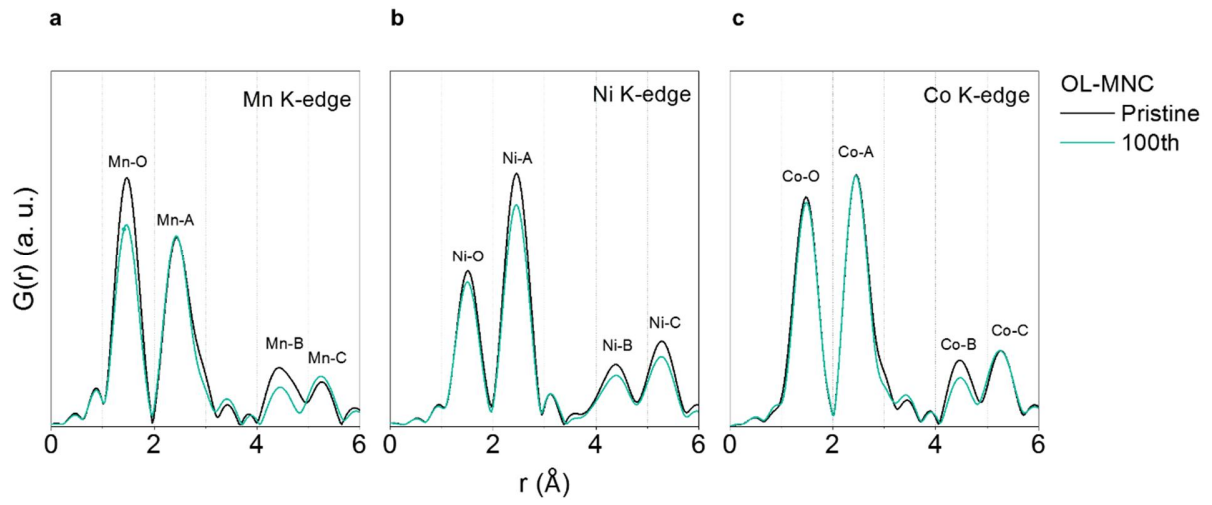 a
b
c
Mn K-edge
Ni K-edge
Co K-edge
OL-MNC
Pristine
100th
Mn-O
Mn-A
Mn-B
Mn-C
Ni-O
Ni-A
Ni-B
Ni-C
Co-O
Co-A
Co-B
Co-C
G(r) (a. u.)
0 2 4 6
0 2 4 6
0 2 4 6
r (Å)